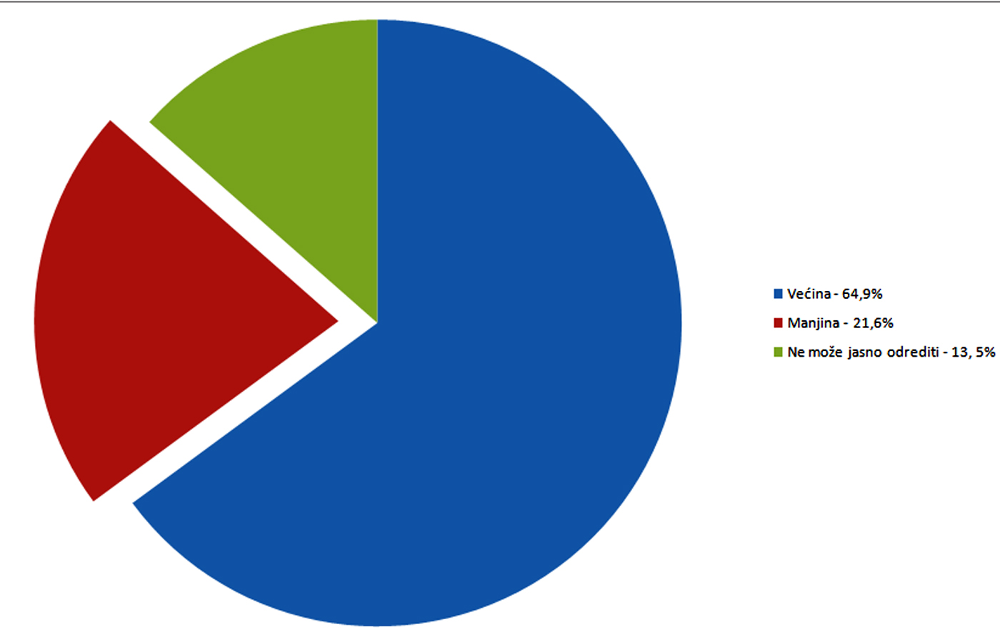 Većina - 64,9%
Manjina - 21,6%
Ne može jasno odrediti - 13, 5%